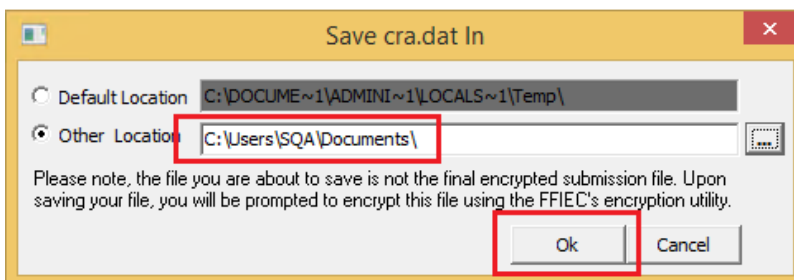 Save cra.dat In
×
Default Location C:\DOCUME~1\ADMINI~1\LOCALS~1\Temp\
Other Location C:\Users\SQA\Documents\ ...
Please note, the file you are about to save is not the final encrypted submission file. Upon
saving your file, you will be prompted to encrypt this file using the FFIEC's encryption utility.
Ok Cancel